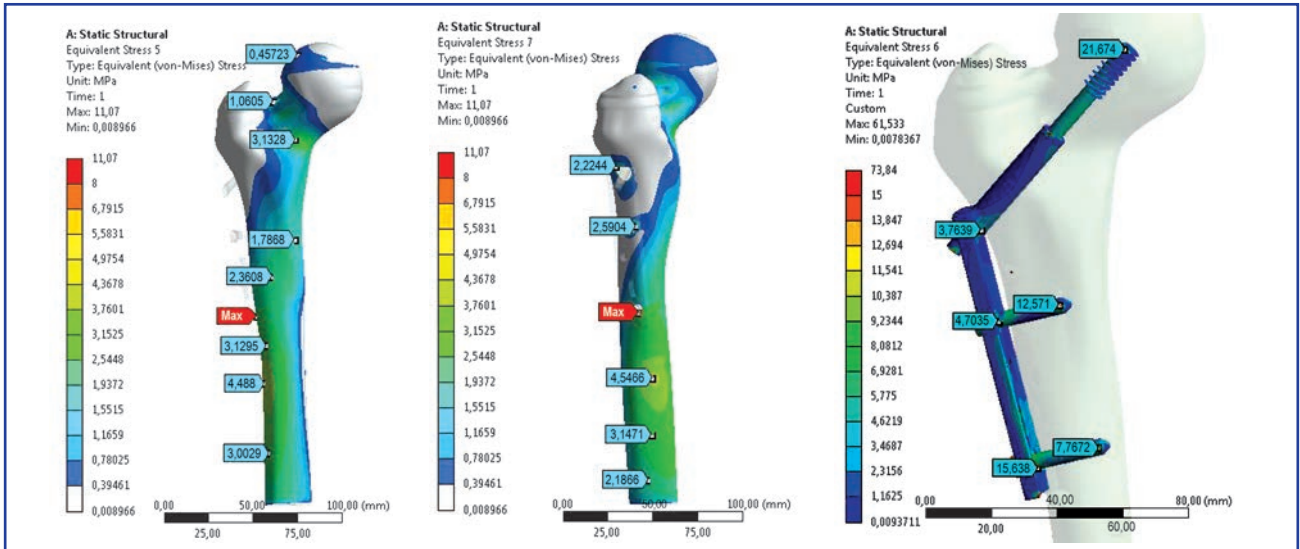 A: Static Structural
Equivalent Stress 5
Type: Equivalent (von-Mises) Stress
Unit: MPa
Time: 1
Max: 11,07
Min: 0,008966
11,07
8
6,7915
5,5831
4,9754
4,3678
3,7601
3,1525
2,5448
1,9372
1,5515
1,1659
0,78025
0,39461
0,008966
0,45723
1,0605
3,1328
1,7868
2,3608
Max
3,1295
4,488
3,0029
0,00 50,00 100,00 (mm)
25,00 75,00
A: Static Structural
Equivalent Stress 7
Type: Equivalent (von-Mises) Stress
Unit: MPa
Time: 1
Max: 11,07
Min: 0,008966
11,07
8
6,7915
5,5831
4,9754
4,3678
3,7601
3,1525
2,5448
1,9372
1,5515
1,1659
0,78025
0,39461
0,008966
2,2244
2,5904
Max
4,5466
3,1471
2,1866
0,00 50,00 100,00 (mm)
25,00 75,00
A: Static Structural
Equivalent Stress 6
Type: Equivalent (von-Mises) Stress
Unit: MPa
Time: 1
Custom
Max: 61,533
Min: 0,0078367
73,84
15
13,847
12,694
11,541
10,387
9,2344
8,0812
6,9281
5,775
4,6219
3,4687
2,3156
1,1625
0,0093711
21,674
3,7639
12,571
4,7035
7,7672
15,638
0,00 40,00 80,00 (mm)
20,00 60,00